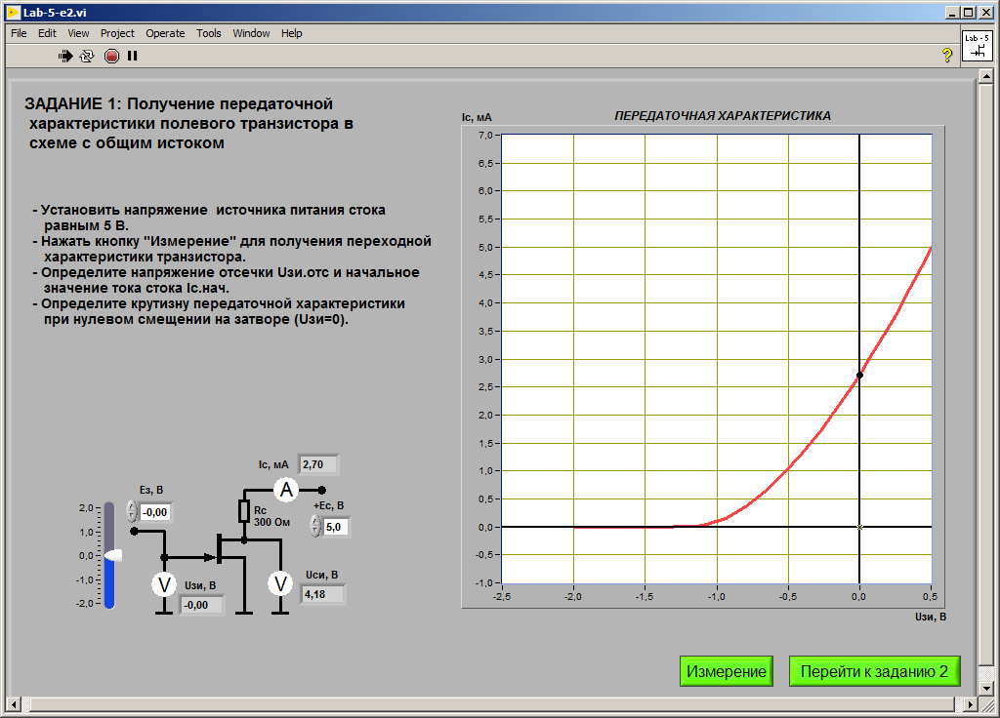 Lab-5-e2.vi
File Edit View Project Operate Tools Window Help
Lab - 5
ЗАДАНИЕ 1: Получение передаточной
характеристики полевого транзистора в
схеме с общим истоком
- Установить напряжение источника питания стока
равным 5 В.
- Нажать кнопку "Измерение" для получения переходной
характеристики транзистора.
- Определите напряжение отсечки Uзи.отс и начальное
значение тока стока Iс.нач.
- Определите крутизну передаточной характеристики
при нулевом смещении на затворе (Uзи=0).
Iс, мА
ПЕРЕДАТОЧНАЯ ХАРАКТЕРИСТИКА
7,0
6,5
6,0
5,5
5,0
4,5
4,0
3,5
3,0
2,5
2,0
1,5
1,0
0,5
0,0
-0,5
-1,0
-2,5 -2,0 -1,5 -1,0 -0,5 0,0 0,5
Uзи, В
Iс, мА 2,70
A
Eз, В
-0,00
2,0
1,0
0,0
-1,0
-2,0
Rс
300 Ом
+Eс, В
5,0
V
Uзи, В
-0,00
V
Uси, В
4,18
Измерение
Перейти к заданию 2